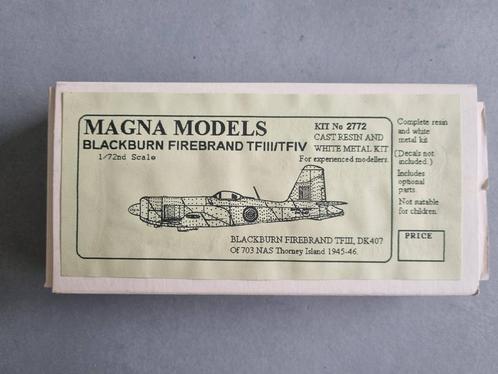 MAGNA MODELS
BLACKBURN FIREBRAND TFIII/TFIV
1/72nd Scale
KIT No 2772
CAST RESIN AND
WHITE METAL KIT
For experienced modellers.
BLACKBURN FIREBRAND TFIII, DK407
Of 703 NAS Thorney Island 1945-46.
Complete resin
and white
metal kit
(Decals not
included.)
Includes
optional
parts.
Not suitable
for children.
PRICE